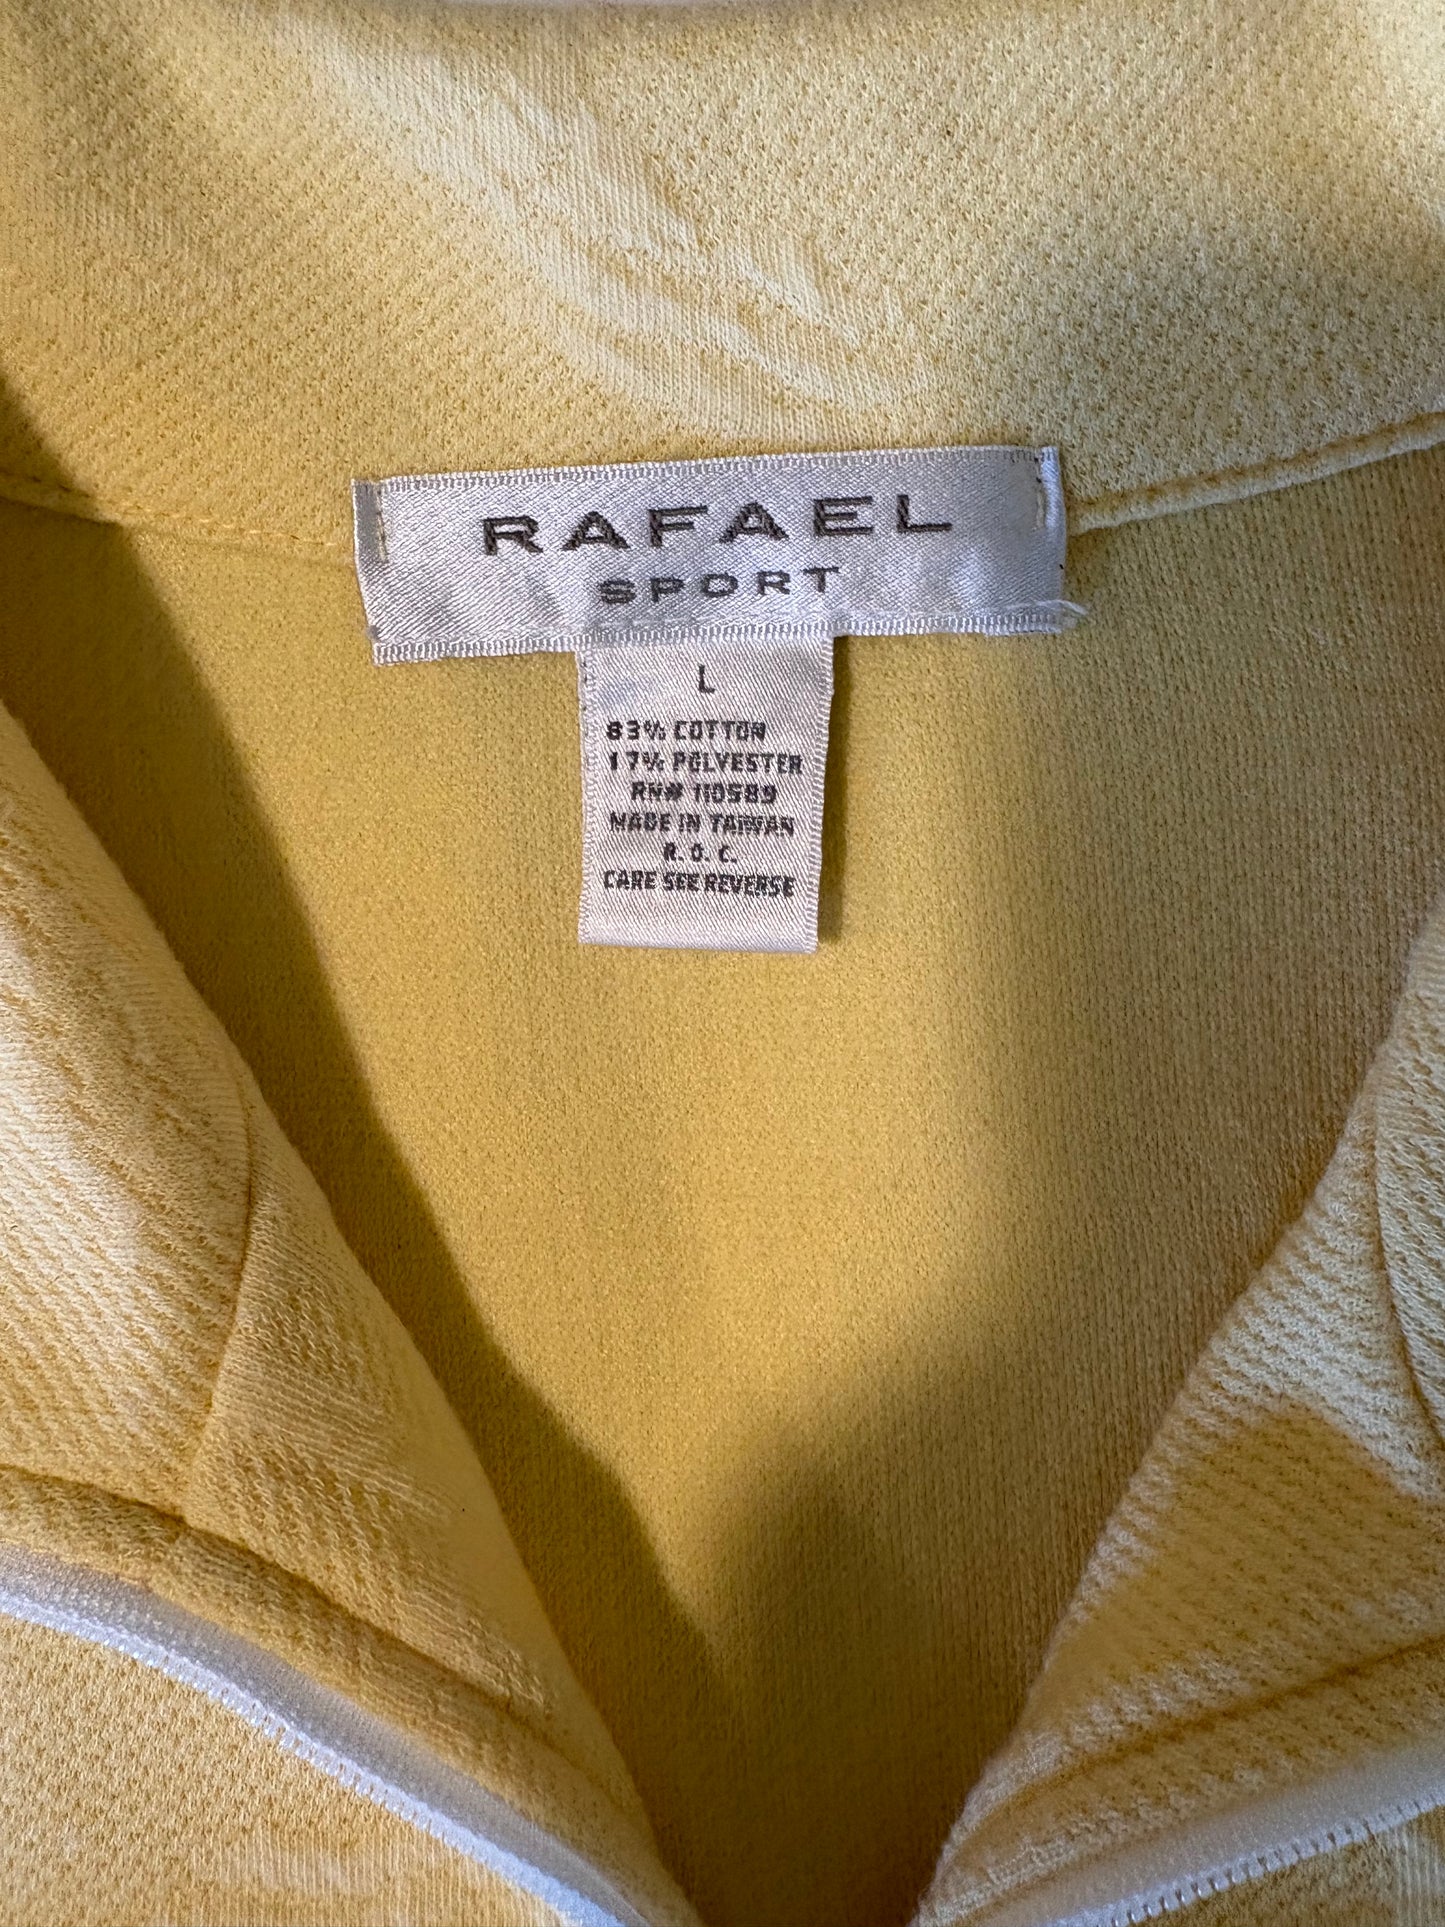 RAFAEL
SPORT
L
83% COTTON
17% POLYESTER
RN# 110589
MADE IN TAIWAN
R. O. C.
CARE SEE REVERSE